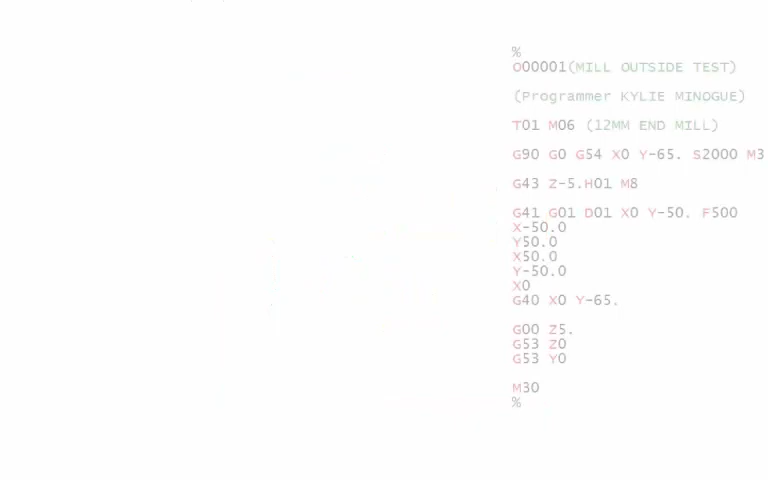 %
O00001(MILL OUTSIDE TEST)
(Programmer KYLIE MINOGUE)
T01 M06 (12MM END MILL)
G90 G0 G54 X0 Y-65. S2000 M3
G43 Z-5.H01 M8
G41 G01 D01 X0 Y-50. F500
X-50.0
Y50.0
X50.0
Y-50.0
X0
G40 X0 Y-65.
G00 Z5.
G53 Z0
G53 Y0
M30
%